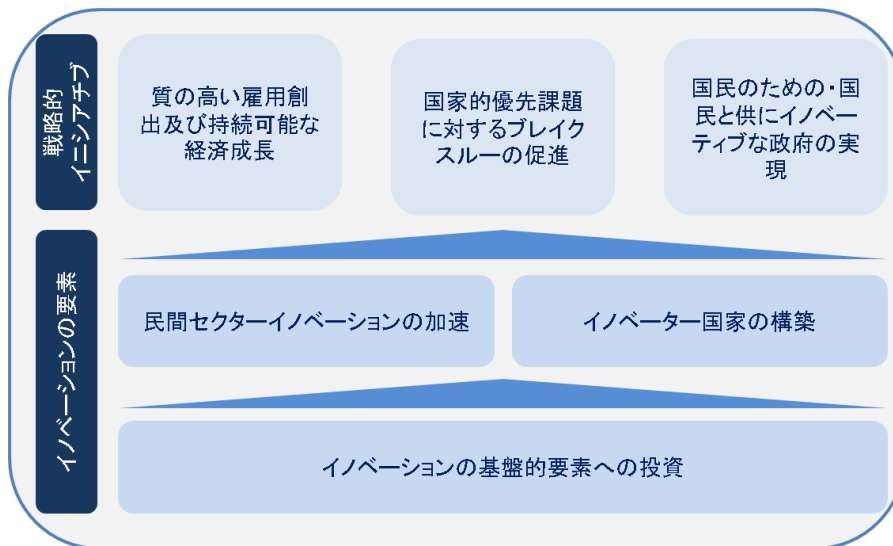 戦略的
イニシアチブ
質の高い雇用創
出及び持続可能な
経済成長
国家的優先課題
に対するブレイク
スルーの促進
国民のための・国
民と供にイノベー
ティブな政府の実
現
イノベーションの要素
民間セクターイノベーションの加速
イノベーター国家の構築
イノベーションの基盤的要素への投資